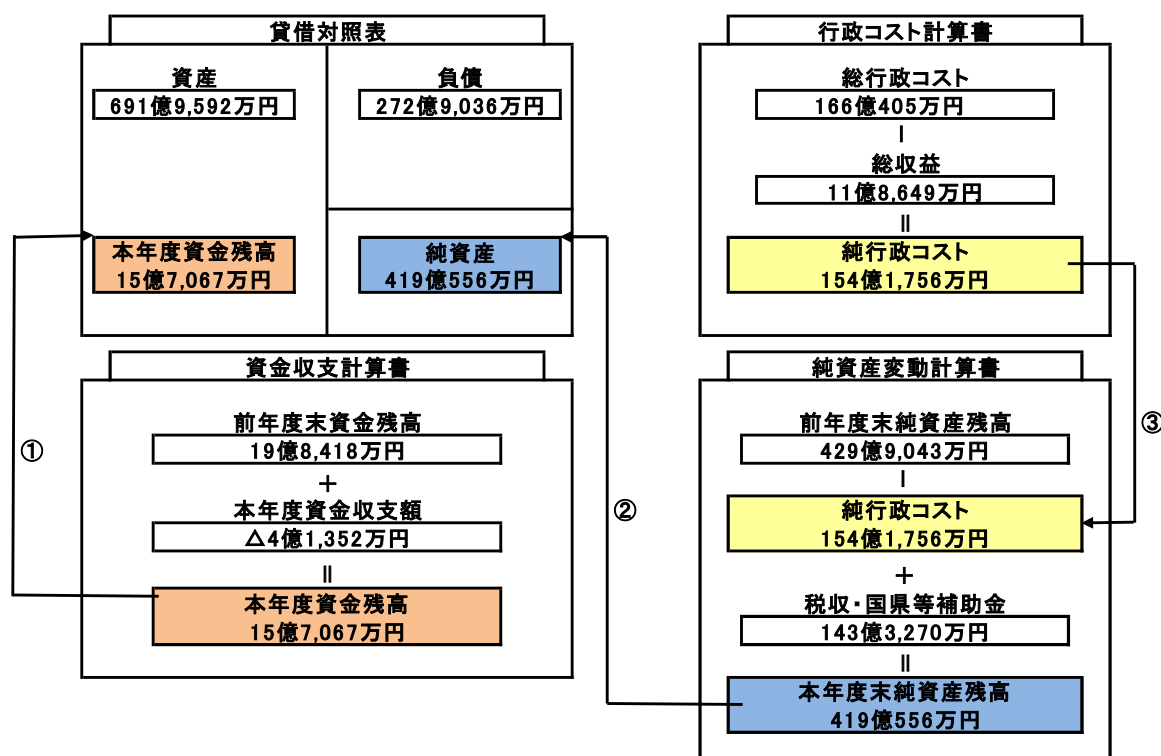 貸借対照表
資産
691億9,592万円
負債
272億9,036万円
本年度資金残高
15億7,067万円
純資産
419億556万円
行政コスト計算書
総行政コスト
166億405万円
－
総収益
11億8,649万円
＝
純行政コスト
154億1,756万円
①
②
③
資金収支計算書
前年度末資金残高
19億8,418万円
＋
本年度資金収支額
△4億1,352万円
＝
本年度資金残高
15億7,067万円
純資産変動計算書
前年度末純資産残高
429億9,043万円
－
純行政コスト
154億1,756万円
＋
税収・国県等補助金
143億3,270万円
＝
本年度末純資産残高
419億556万円